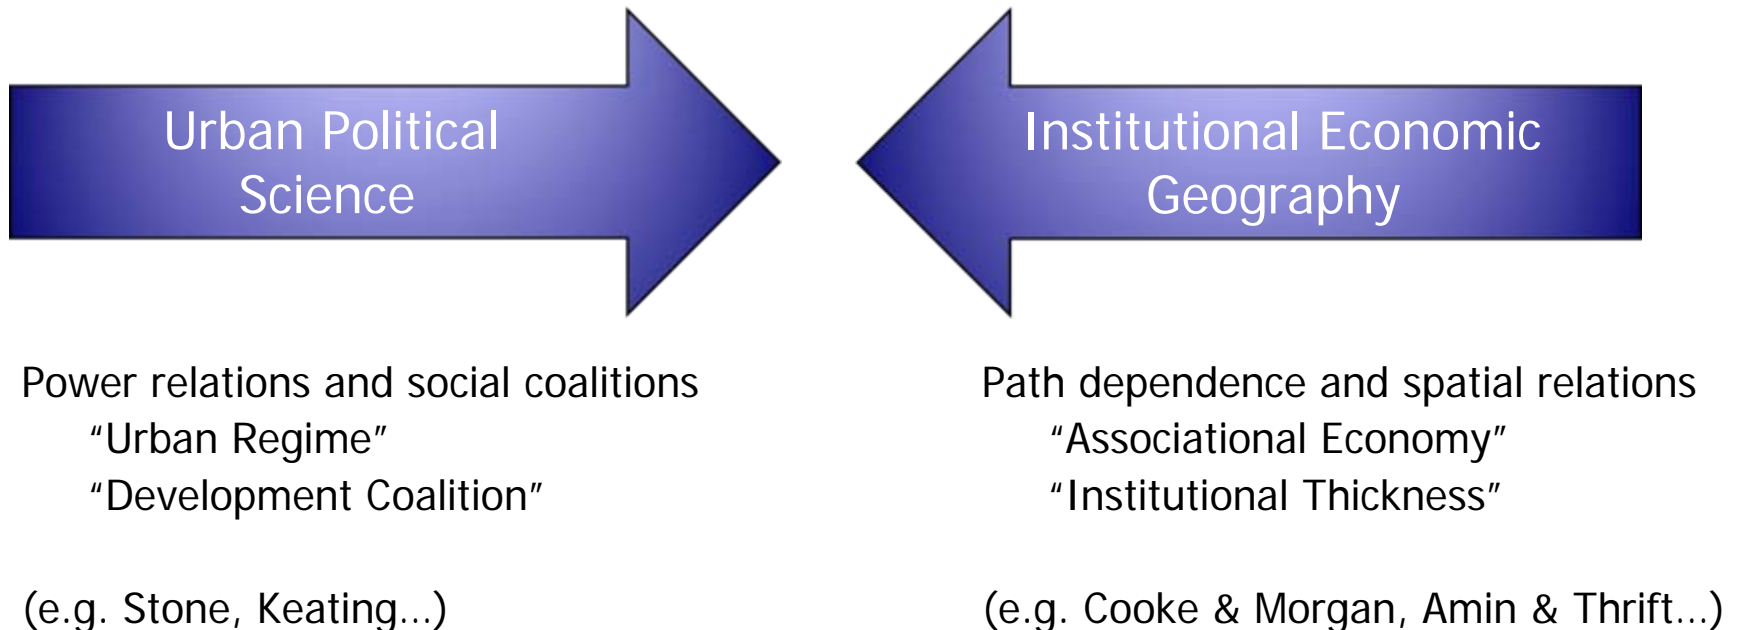 Urban Political
Science
Institutional Economic
Geography
Power relations and social coalitions
“Urban Regime”
“Development Coalition”
(e.g. Stone, Keating…)
Path dependence and spatial relations
“Associational Economy”
“Institutional Thickness”
(e.g. Cooke & Morgan, Amin & Thrift…)